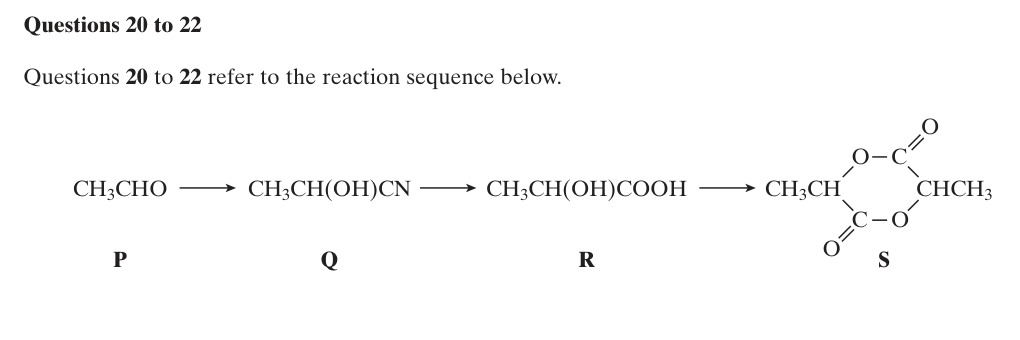 Questions 20 to 22
Questions 20 to 22 refer to the reaction sequence below.
CH₃CHO ⟶ CH₃CH(OH)CN ⟶ CH₃CH(OH)COOH ⟶ CH₃CH O–C O CHCH₃ C–O O
P Q R S